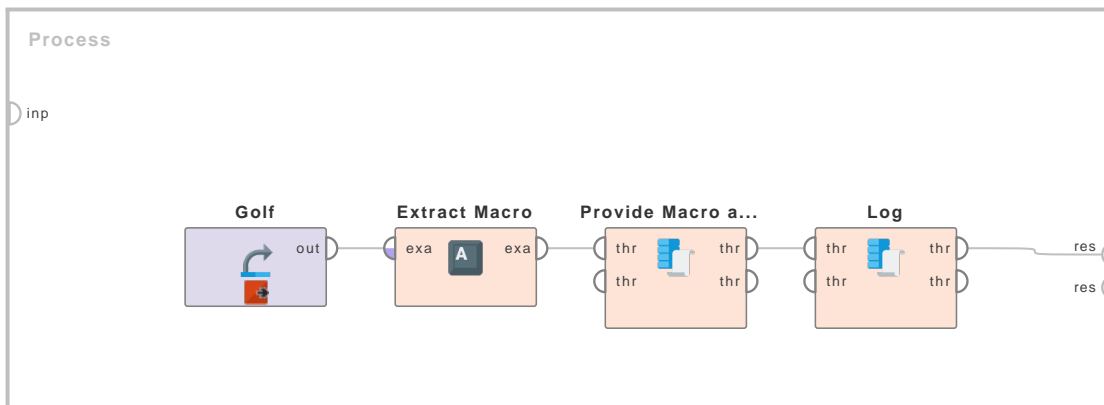 Process
inp
Golf
Extract Macro
Provide Macro a...
Log
out
exa
A
exa
thr
thr
thr
thr
res
thr
thr
thr
thr
res